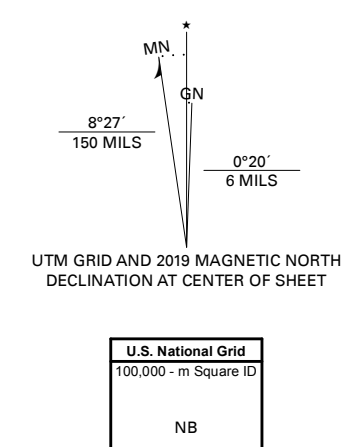 MN
GN
8°27´
150 MILS
0°20´
6 MILS
UTM GRID AND 2019 MAGNETIC NORTH
DECLINATION AT CENTER OF SHEET
U.S. National Grid
100,000 - m Square ID
NB